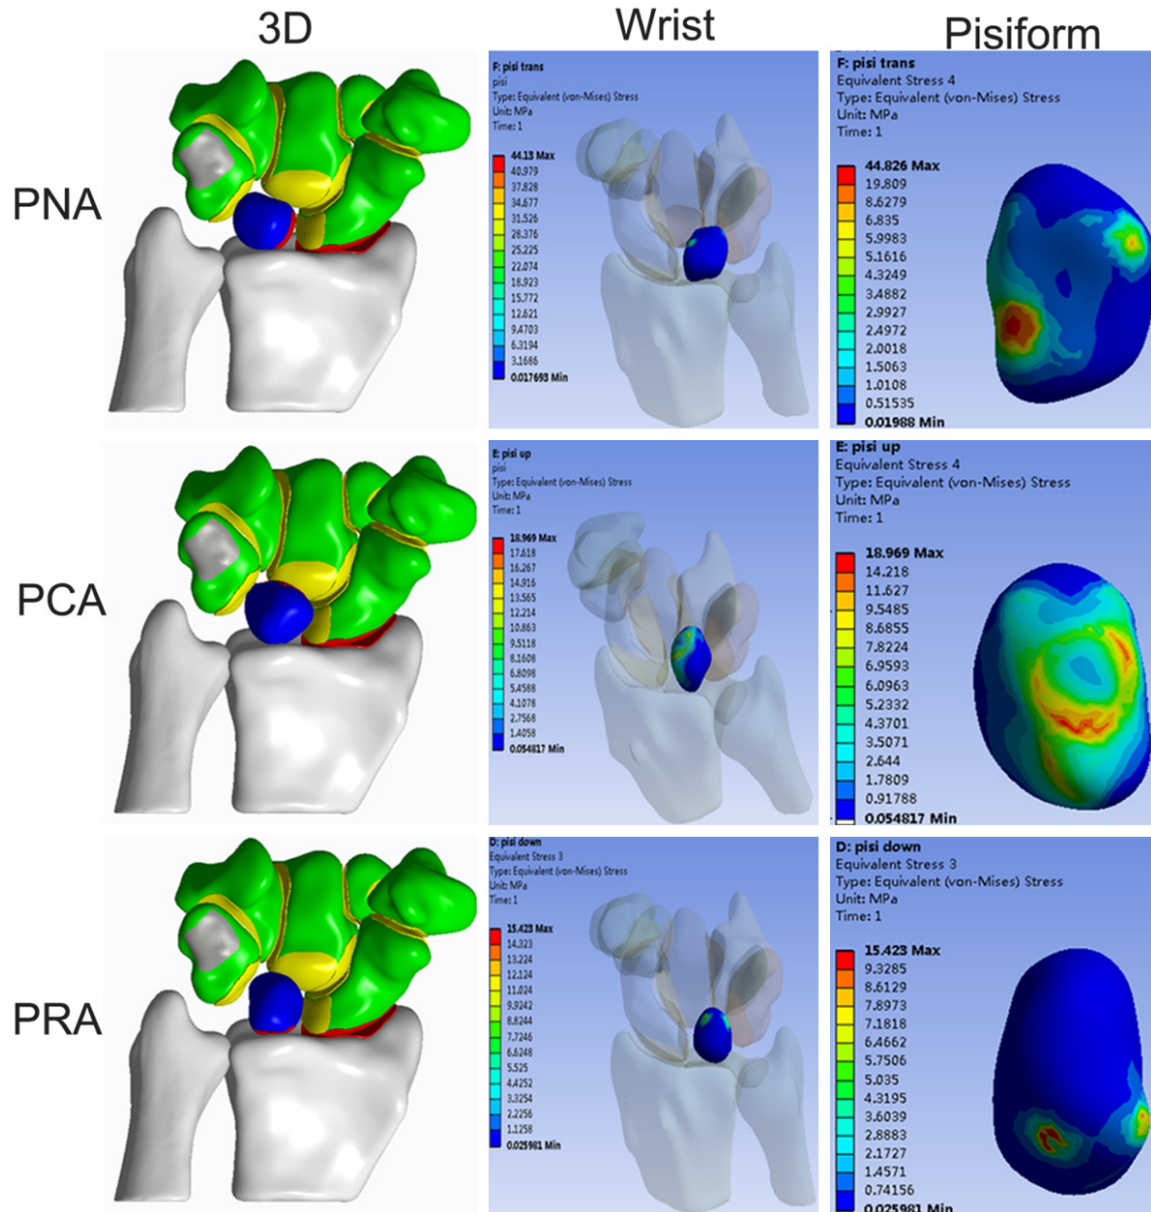 3D
Wrist
Pisiform
PNA
F: pisi trans
pisi
Type: Equivalent (von-Mises) Stress
Unit: MPa
Time: 1
44.13 Max
40.979
37.828
34.677
31.526
28.376
25.225
22.074
18.923
15.772
12.621
9.4703
6.3194
3.1686
0.017693 Min
F: pisi trans
Equivalent Stress 4
Type: Equivalent (von-Mises) Stress
Unit: MPa
Time: 1
44.826 Max
19.809
8.6279
6.835
5.9983
5.1616
4.3249
3.4882
2.9927
2.4972
2.0018
1.5063
1.0108
0.51535
0.01988 Min
PCA
E: pisi up
pisi
Type: Equivalent (von-Mises) Stress
Unit: MPa
Time: 1
18.969 Max
17.618
16.267
14.916
13.565
12.214
10.863
9.5118
8.1608
6.8098
5.4588
4.1078
2.7568
1.4058
0.054817 Min
E: pisi up
Equivalent Stress 4
Type: Equivalent (von-Mises) Stress
Unit: MPa
Time: 1
18.969 Max
14.218
11.627
9.5485
8.6855
7.8224
6.9593
6.0963
5.2332
4.3701
3.5071
2.644
1.7809
0.91788
0.054817 Min
PRA
D: pisi down
Equivalent Stress 3
Type: Equivalent (von-Mises) Stress
Unit: MPa
Time: 1
15.423 Max
14.323
13.224
12.124
11.024
9.9242
8.8244
7.7246
6.6248
5.525
4.4252
3.3254
2.2256
1.1258
0.025981 Min
D: pisi down
Equivalent Stress 3
Type: Equivalent (von-Mises) Stress
Unit: MPa
Time: 1
15.423 Max
9.3285
8.6129
7.8973
7.1818
6.4662
5.7506
5.035
4.3195
3.6039
2.8883
2.1727
1.4571
0.74156
0.025981 Min